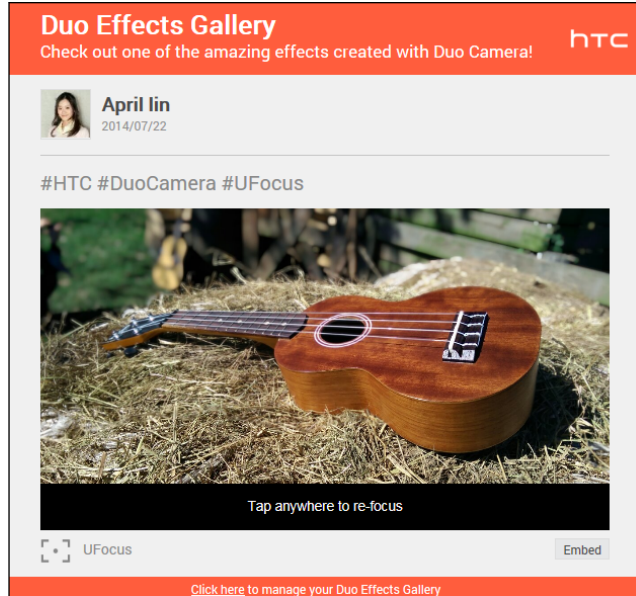 Duo Effects Gallery
Check out one of the amazing effects created with Duo Camera!
hTC
April lin
2014/07/22
#HTC #DuoCamera #UFocus
Tap anywhere to re-focus
UFocus
Embed
Click here to manage your Duo Effects Gallery